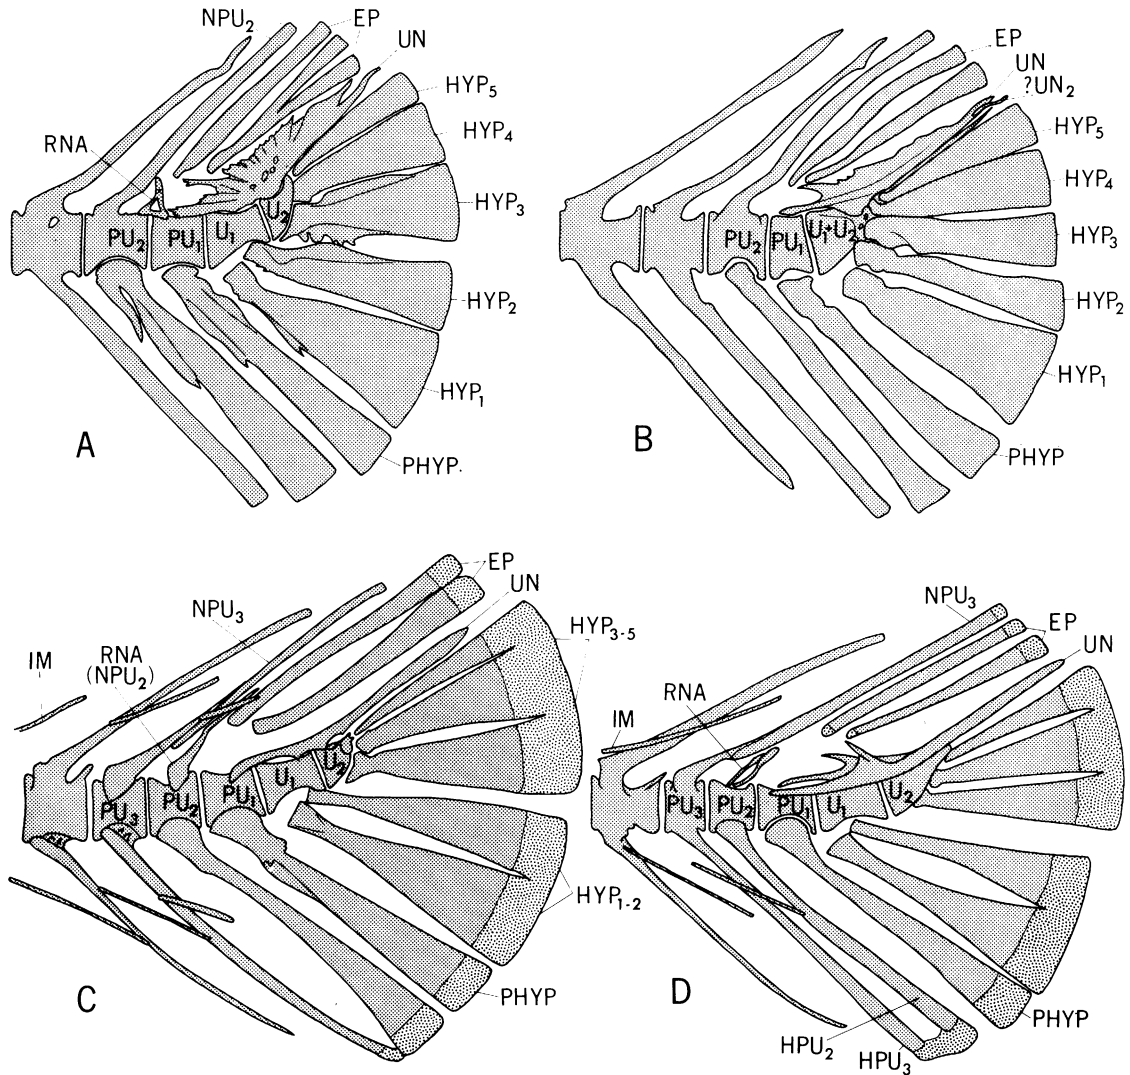 NPU2
EP
UN
HYP5
HYP4
RNA
HYP3
PU2
PU1
U1
U2
HYP2
HYP1
PHYP.
A
EP
UN
?UN2
HYP5
HYP4
HYP3
PU2
PU1
U1+U2
HYP2
HYP1
PHYP
B
EP
UN
NPU3
HYP3-5
IM
RNA
(NPU2)
PU3
PU2
PU1
U1
U2
HYP1-2
PHYP
C
NPU3
EP
UN
RNA
IM
PU3
PU2
PU1
U1
U2
PHYP
HPU2
HPU3
D